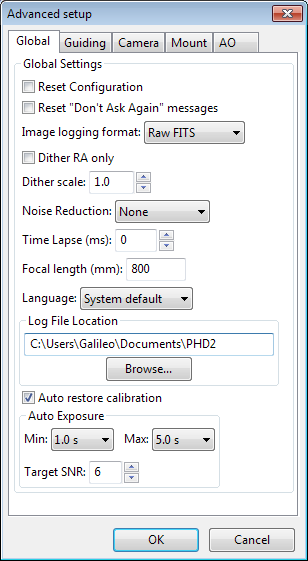 Advanced setup
Global Guiding Camera Mount AO
Global Settings
Reset Configuration
Reset "Don't Ask Again" messages
Image logging format: Raw FITS
Dither RA only
Dither scale: 1.0
Noise Reduction: None
Time Lapse (ms): 0
Focal length (mm): 800
Language: System default
Log File Location
C:\Users\Galileo\Documents\PHD2
Browse...
Auto restore calibration
Auto Exposure
Min: 1.0 s Max: 5.0 s
Target SNR: 6
OK Cancel